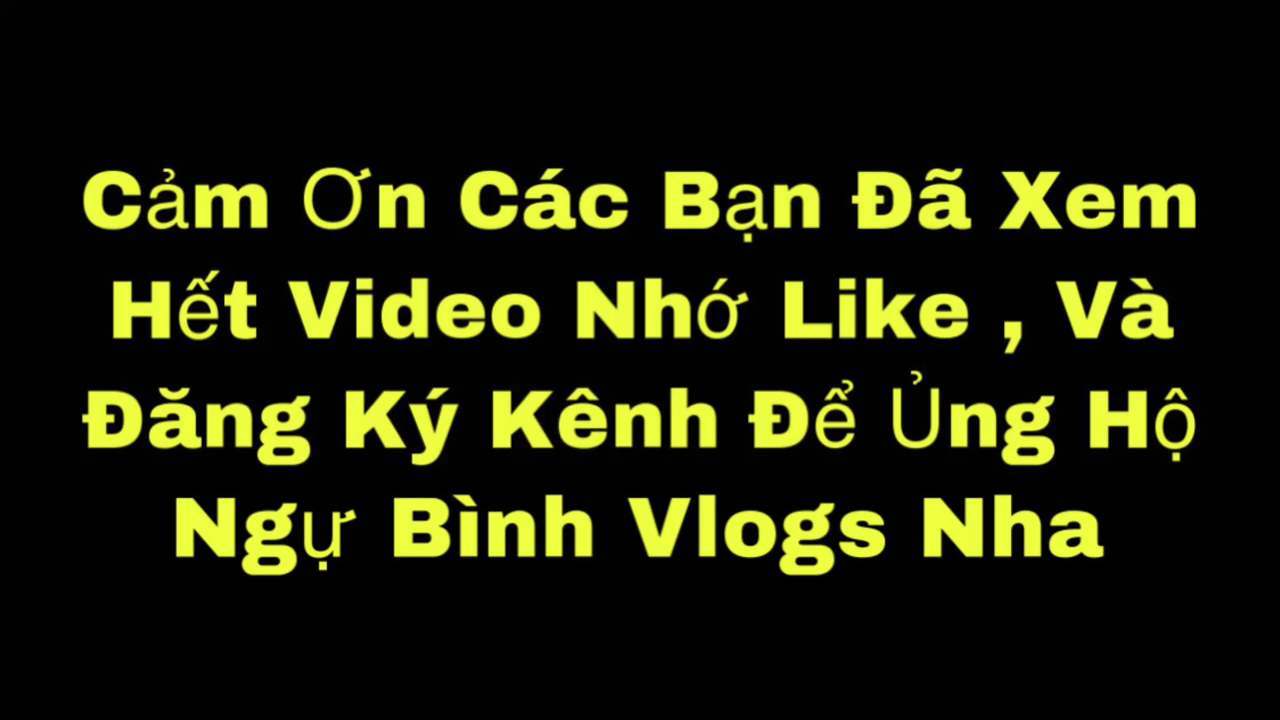 Cảm Ơn Các Bạn Đã Xem
Hết Video Nhớ Like , Và
Đăng Ký Kênh Để Ủng Hộ
Ngự Bình Vlogs Nha